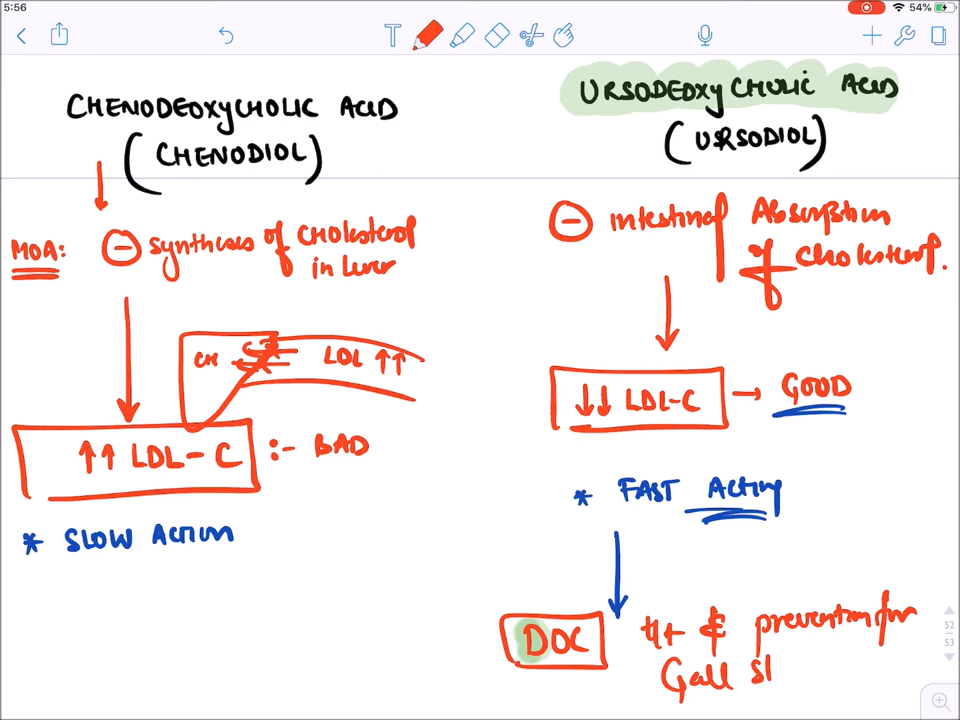 5:56
54%
T
CHENODEOXYCHOLIC ACID
(CHENODIOL)
MOA: ⊖ synthesis of cholesterol
in liver
LDL ↑↑
↑↑ LDL-C :- BAD
* SLOW ACTION
URSODEOXYCHOLIC ACID
(URSODIOL)
⊖ intestinal Absorption
of cholesterol.
↓↓ LDL-C → GOOD
* FAST Acting
DOC
t/t & prevention for
Gall St
52
53